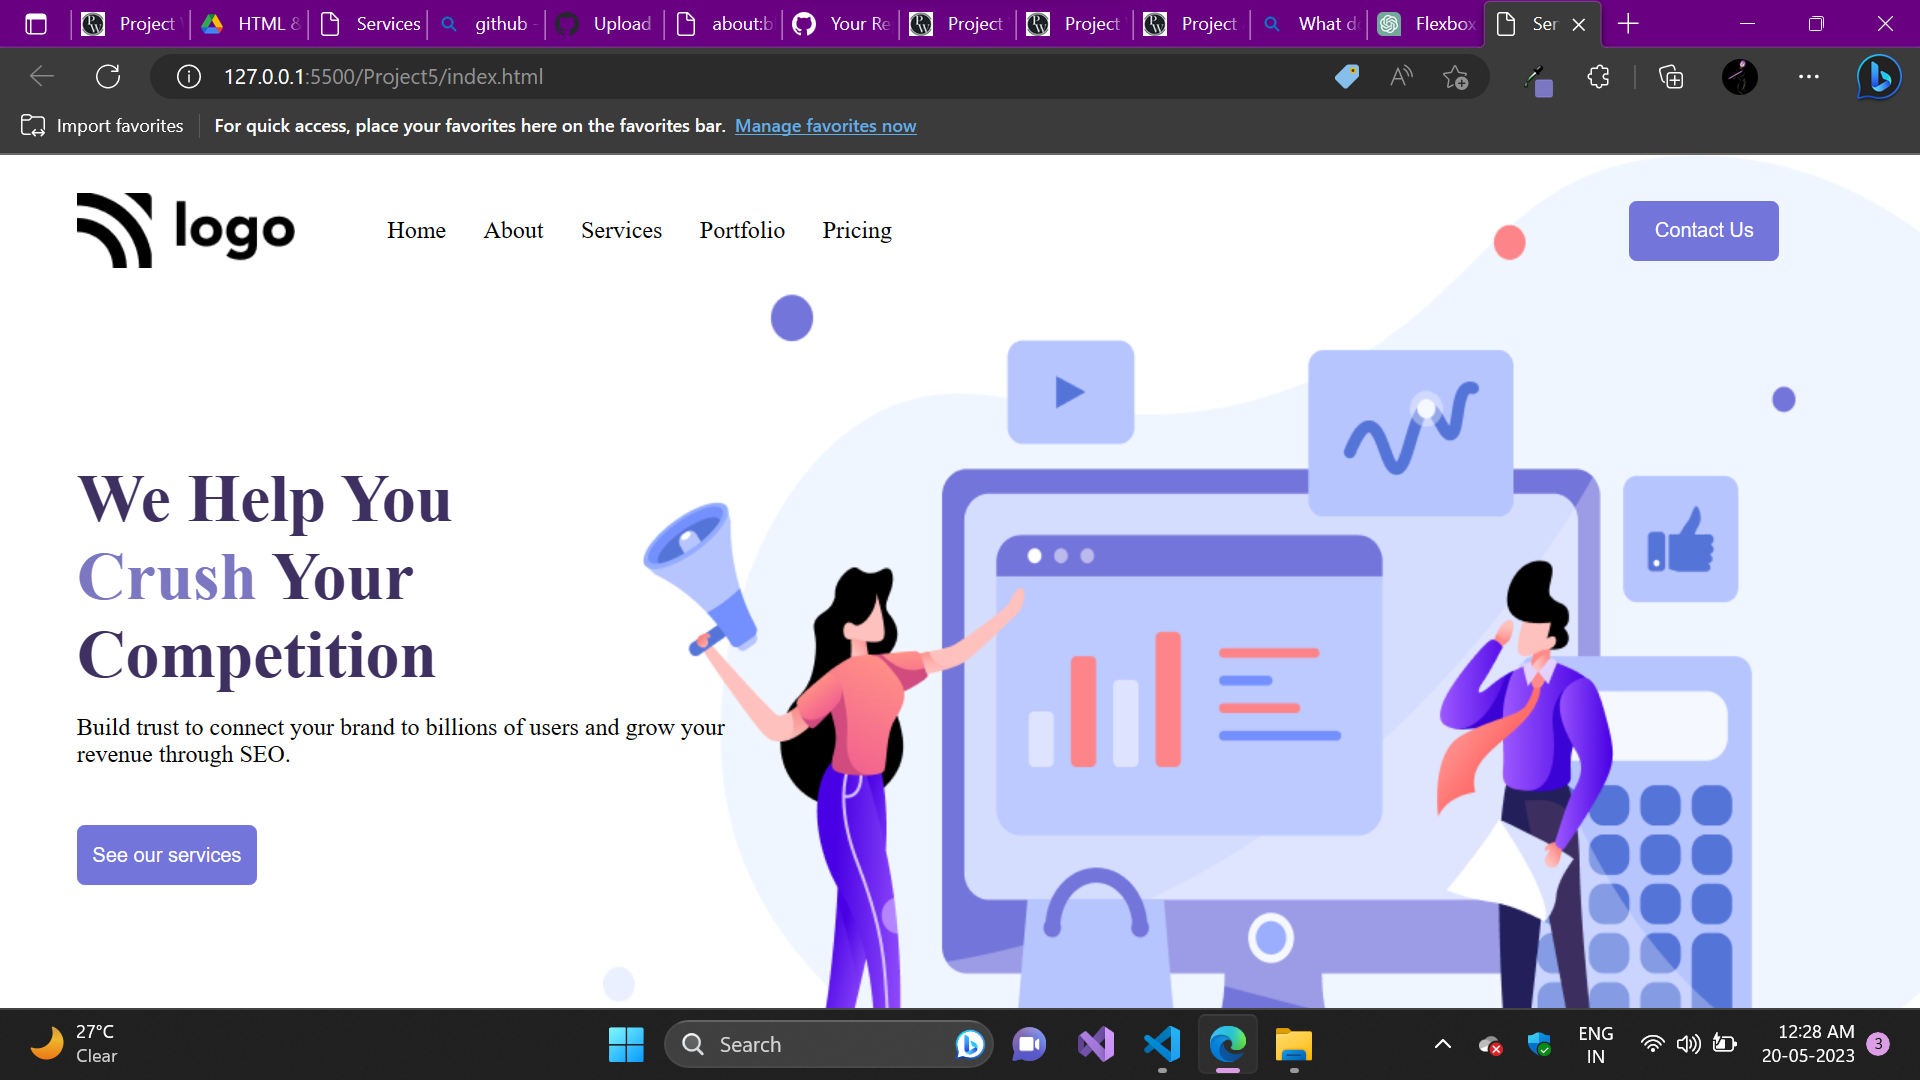 Project
HTML &
Services
github -
Upload
about:b
Your Re
Project
Project
Project
What d
Flexbox
Ser
127.0.0.1:5500/Project5/index.html
Import favorites
For quick access, place your favorites here on the favorites bar. Manage favorites now
logo
Home
About
Services
Portfolio
Pricing
Contact Us
We Help You
Crush Your
Competition
Build trust to connect your brand to billions of users and grow your
revenue through SEO.
See our services
27°C
Clear
Search
ENG
IN
12:28 AM
20-05-2023
3